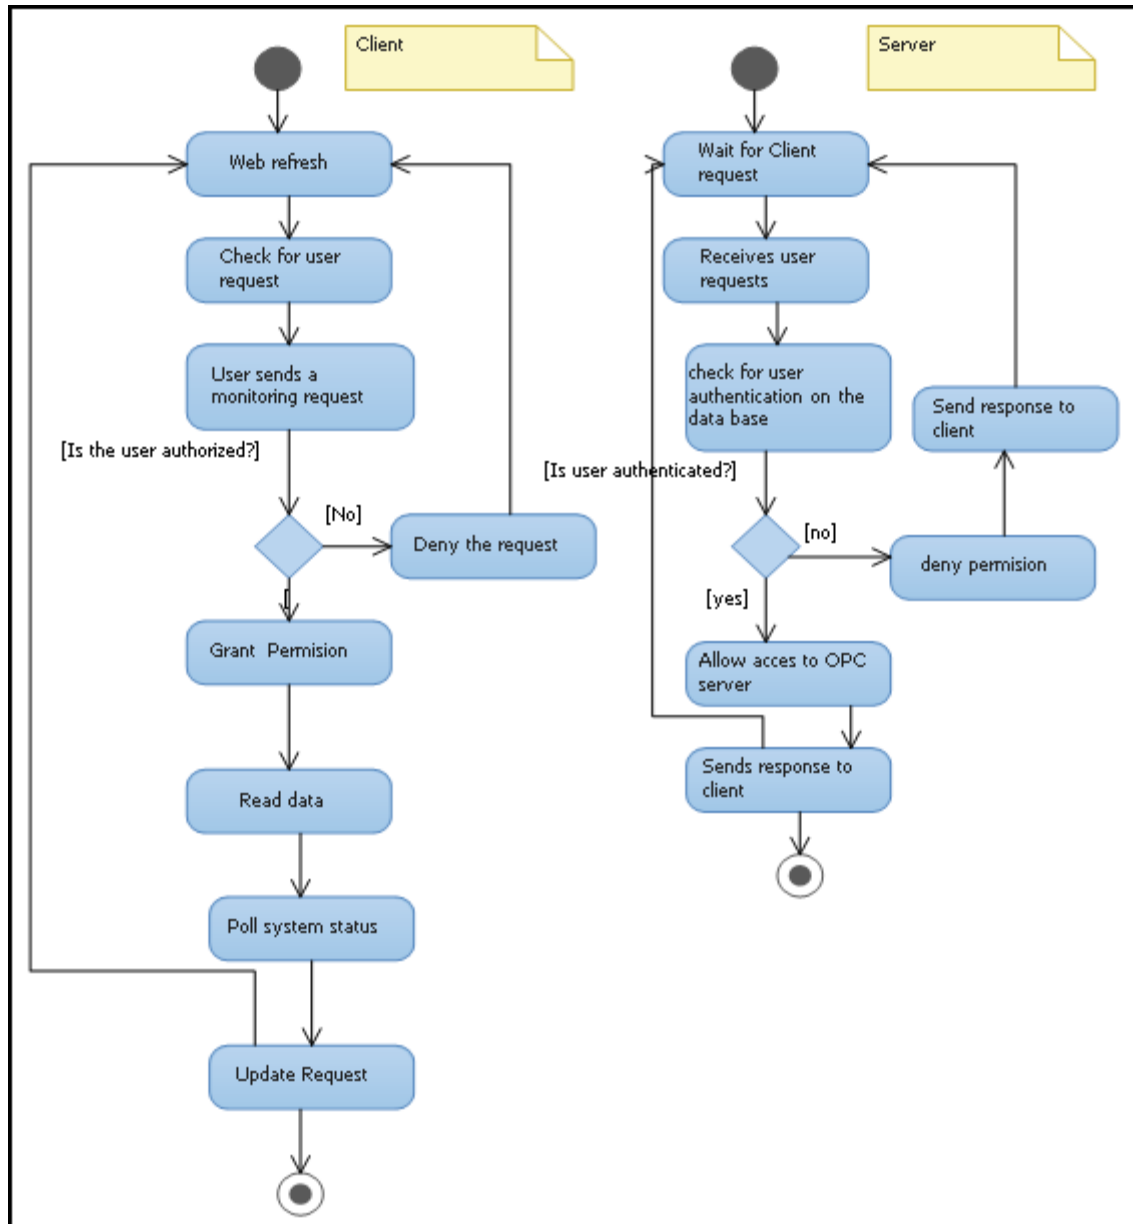 Client
Web refresh
Check for user
request
User sends a
monitoring request
[Is the user authorized?]
[No]
Deny the request
[
Grant  Permision
Read data
Poll system status
Update Request
Server
Wait for Client
request
Receives user
requests
check for user
authentication on the
data base
Send response to
client
[Is user authenticated?]
[no]
deny permision
[yes]
Allow acces to OPC
server
Sends response to
client